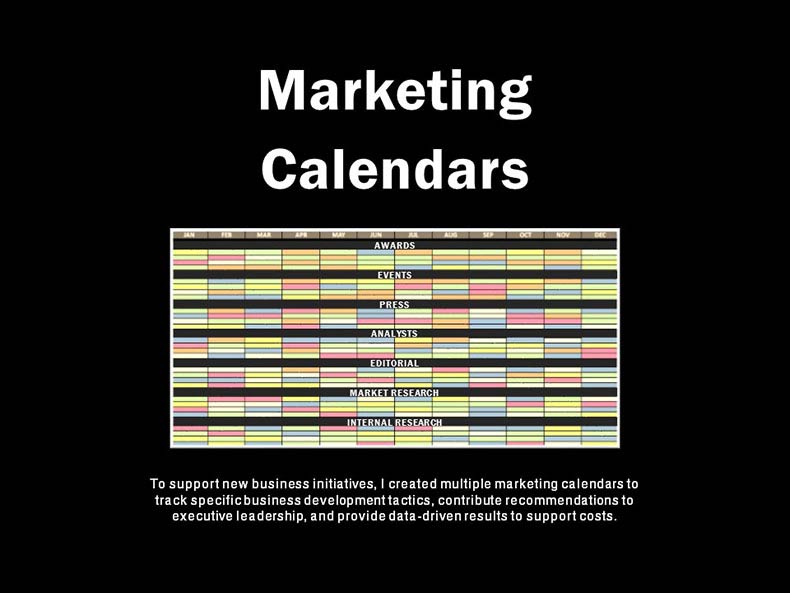 Marketing
Calendars
JAN FEB MAR APR MAY JUN JUL AUG SEP OCT NOV DEC
AWARDS
EVENTS
PRESS
ANALYSTS
EDITORIAL
MARKET RESEARCH
INTERNAL RESEARCH
To support new business initiatives, I created multiple marketing calendars to
track specific business development tactics, contribute recommendations to
executive leadership, and provide data-driven results to support costs.